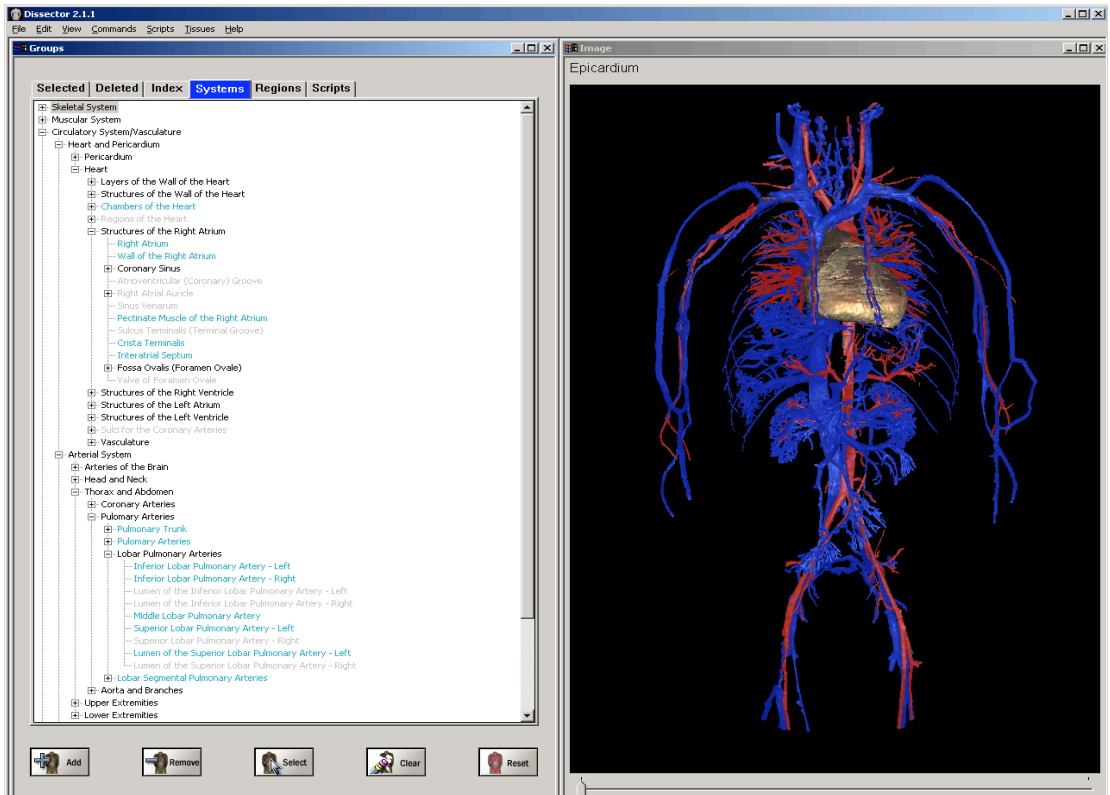 Dissector 2.1.1
File Edit View Commands Scripts Tissues Help
Groups
Selected Deleted Index Systems Regions Scripts
Skeletal System
Muscular System
Circulatory System/Vasculature
Heart and Pericardium
Pericardium
Heart
Layers of the Wall of the Heart
Structures of the Wall of the Heart
Chambers of the Heart
Regions of the Heart
Structures of the Right Atrium
Right Atrium
Wall of the Right Atrium
Coronary Sinus
Atrioventricular (Coronary) Groove
Right Atrial Auricle
Sinus Venarum
Pectinate Muscle of the Right Atrium
Sulcus Terminalis (Terminal Groove)
Crista Terminalis
Interatrial Septum
Fossa Ovalis (Foramen Ovale)
Valve of Foramen Ovale
Structures of the Right Ventricle
Structures of the Left Atrium
Structures of the Left Ventricle
Sulci for the Coronary Arteries
Vasculature
Arterial System
Arteries of the Brain
Head and Neck
Thorax and Abdomen
Coronary Arteries
Pulomary Arteries
Pulmonary Trunk
Pulomary Arteries
Lobar Pulmonary Arteries
Inferior Lobar Pulmonary Artery - Left
Inferior Lobar Pulmonary Artery - Right
Lumen of the Inferior Lobar Pulmonary Artery - Left
Lumen of the Inferior Lobar Pulmonary Artery - Right
Middle Lobar Pulmonary Artery
Superior Lobar Pulmonary Artery - Left
Superior Lobar Pulmonary Artery - Right
Lumen of the Superior Lobar Pulmonary Artery - Left
Lumen of the Superior Lobar Pulmonary Artery - Right
Lobar Segmental Pulmonary Arteries
Aorta and Branches
Upper Extremities
Lower Extremities
Add Remove Select Clear Reset
Image
Epicardium